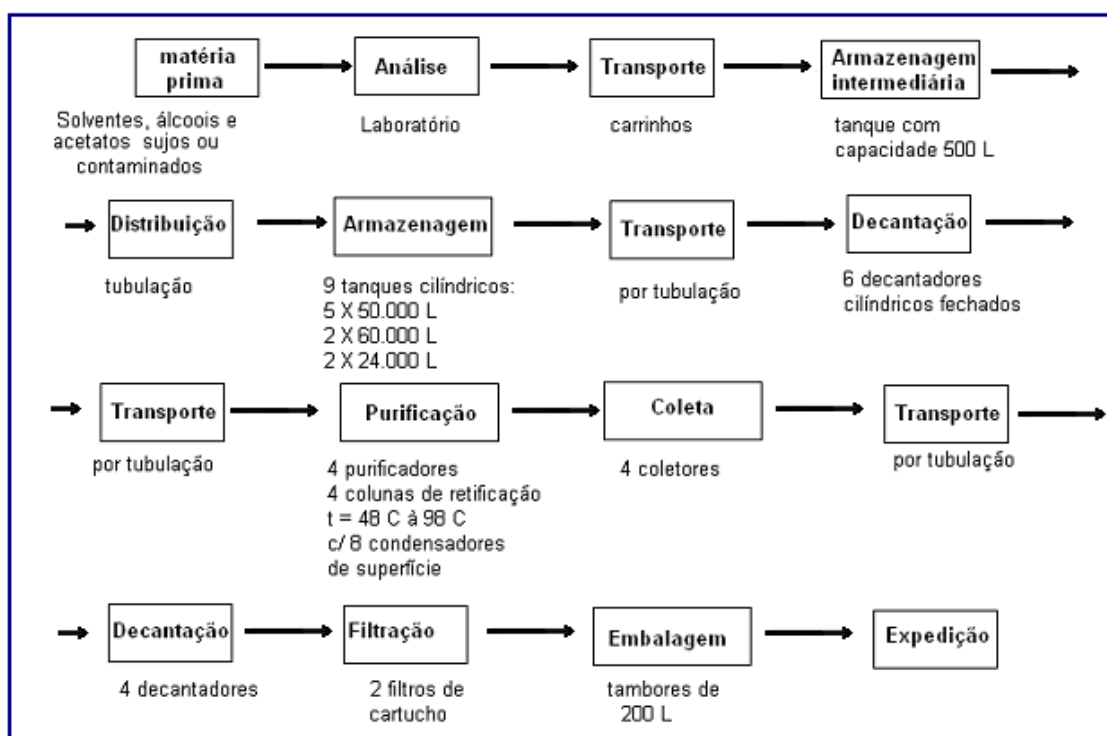 matéria
prima
Análise
Transporte
Armazenagem
intermediária
Solventes, álcoois e
acetatos sujos ou
contaminados
Laboratório
carrinhos
tanque com
capacidade 500 L
Distribuição
Armazenagem
Transporte
Decantação
tubulação
9 tanques cilíndricos:
5 X 50.000 L
2 X 60.000 L
2 X 24.000 L
por tubulação
6 decantadores
cilíndricos fechados
Transporte
Purificação
Coleta
Transporte
por tubulação
4 purificadores
4 colunas de retificação
t = 48 C à 98 C
c/ 8 condensadores
de superfície
4 coletores
por tubulação
Decantação
Filtração
Embalagem
Expedição
4 decantadores
2 filtros de
cartucho
tambores de
200 L